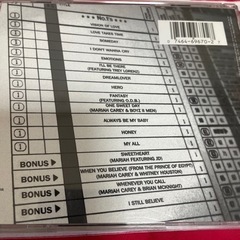 ★★★ No.1's ★★★
VISION OF LOVE
LOVE TAKES TIME
SOMEDAY
I DON'T WANNA CRY
EMOTIONS
I'LL BE THERE
(FEATURING TREY LORENZ)
DREAMLOVER
HERO
FANTASY
(FEATURING O.D.B.)
ONE SWEET DAY
(MARIAH CAREY & BOYZ II MEN)
ALWAYS BE MY BABY
HONEY
MY ALL
SWEETHEART
(MARIAH FEATURING JD)
BONUS
WHEN YOU BELIEVE (FROM THE PRINCE OF EGYPT)
(MARIAH CAREY & WHITNEY HOUSTON)
BONUS
WHENEVER YOU CALL
(MARIAH CAREY & BRIAN MCKNIGHT)
BONUS
I STILL BELIEVE
BONUS